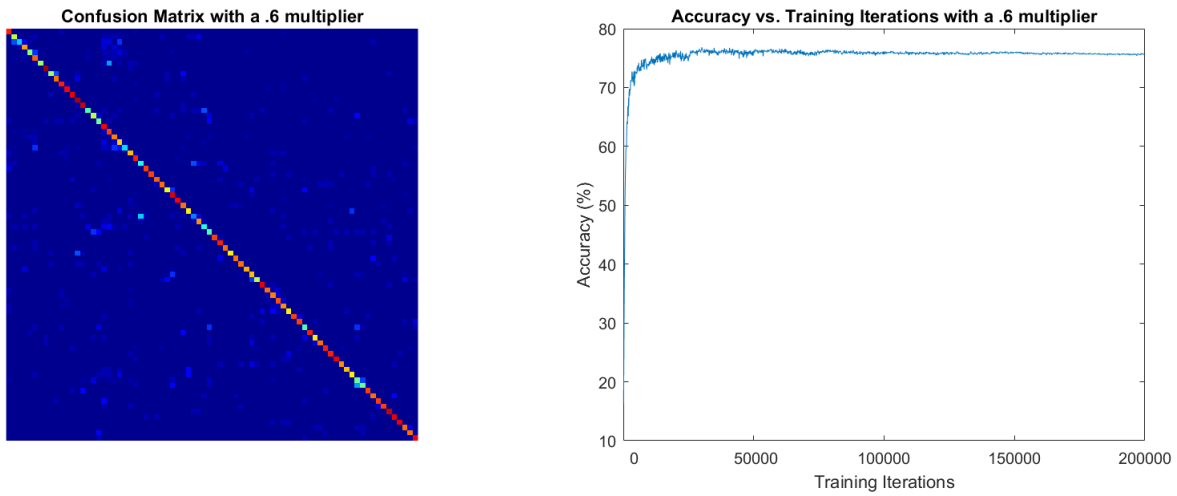 Confusion Matrix with a .6 multiplier
Accuracy vs. Training Iterations with a .6 multiplier
80
70
60
50
40
30
20
10
Accuracy (%)
0 50000 100000 150000 200000
Training Iterations